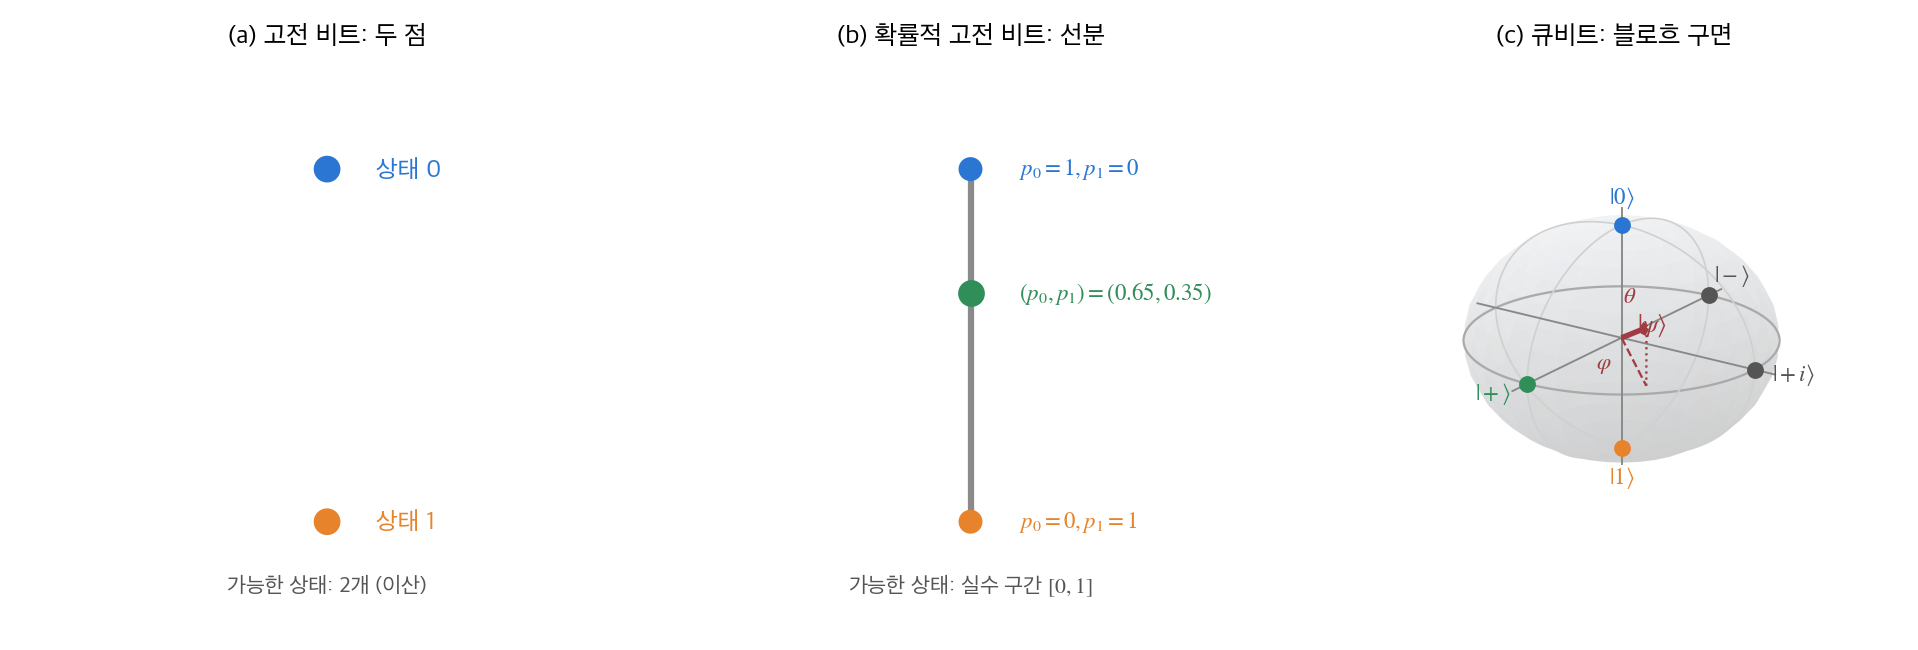 (a) 고전 비트: 두 점
상태 0
상태 1
가능한 상태: 2개 (이산)
(b) 확률적 고전 비트: 선분
p₀ = 1, p₁ = 0
(p₀, p₁) = (0.65, 0.35)
p₀ = 0, p₁ = 1
가능한 상태: 실수 구간 [0, 1]
(c) 큐비트: 블로흐 구면
|0⟩
|−⟩
θ
|ψ⟩
φ
|+i⟩
|+⟩
|1⟩